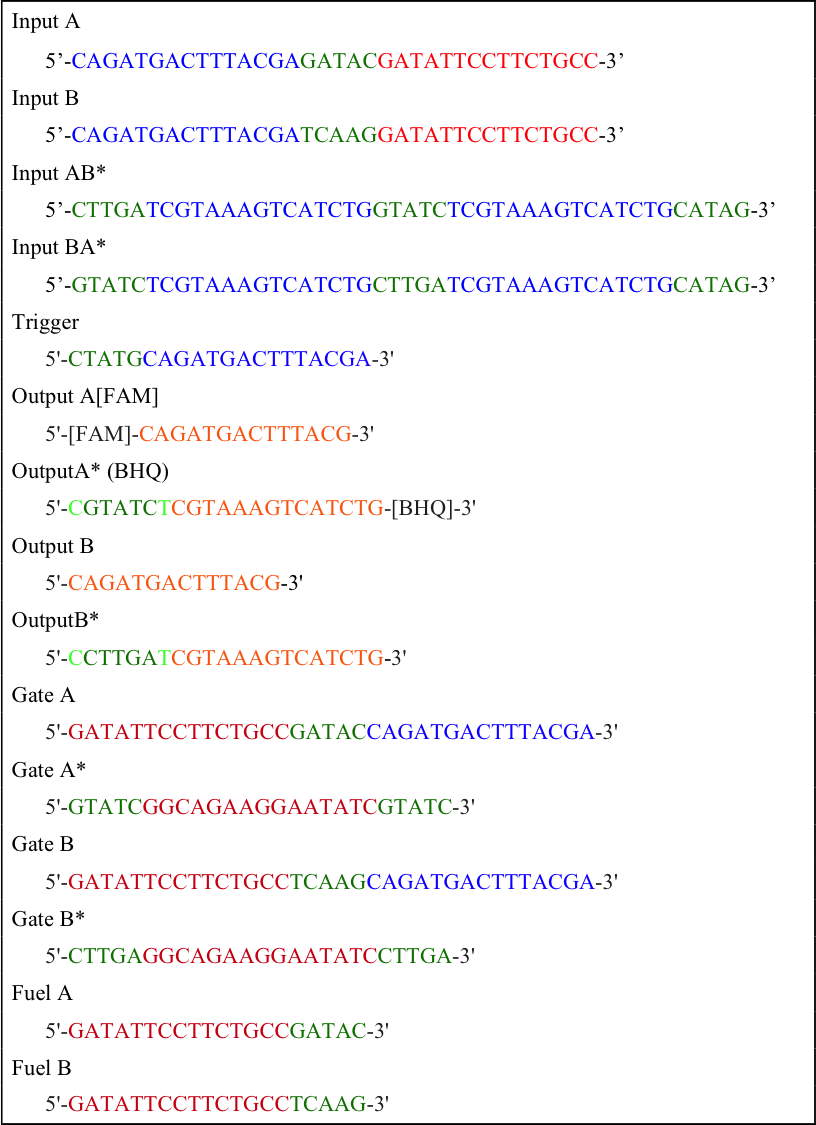 Input A
5’-CAGATGACTTTACGAGATACGATATTCCTTCTGCC-3’
Input B
5’-CAGATGACTTTACGATCAAGGATATTCCTTCTGCC-3’
Input AB*
5’-CTTGATCGTAAAGTCATCTGGTATCTCGTAAAGTCATCTGCATAG-3’
Input BA*
5’-GTATCTCGTAAAGTCATCTGCTTGATCGTAAAGTCATCTGCATAG-3’
Trigger
5'-CTATGCAGATGACTTTACGA-3'
Output A[FAM]
5'-[FAM]-CAGATGACTTTACG-3'
OutputA* (BHQ)
5'-CGTATCTCGTAAAGTCATCTG-[BHQ]-3'
Output B
5'-CAGATGACTTTACG-3'
OutputB*
5'-CCTTGATCGTAAAGTCATCTG-3'
Gate A
5'-GATATTCCTTCTGCCGATACCAGATGACTTTACGA-3'
Gate A*
5'-GTATCGGCAGAAGGAATATCGTATC-3'
Gate B
5'-GATATTCCTTCTGCCTCAAGCAGATGACTTTACGA-3'
Gate B*
5'-CTTGAGGCAGAAGGAATATCCTTGA-3'
Fuel A
5'-GATATTCCTTCTGCCGATAC-3'
Fuel B
5'-GATATTCCTTCTGCCTCAAG-3'